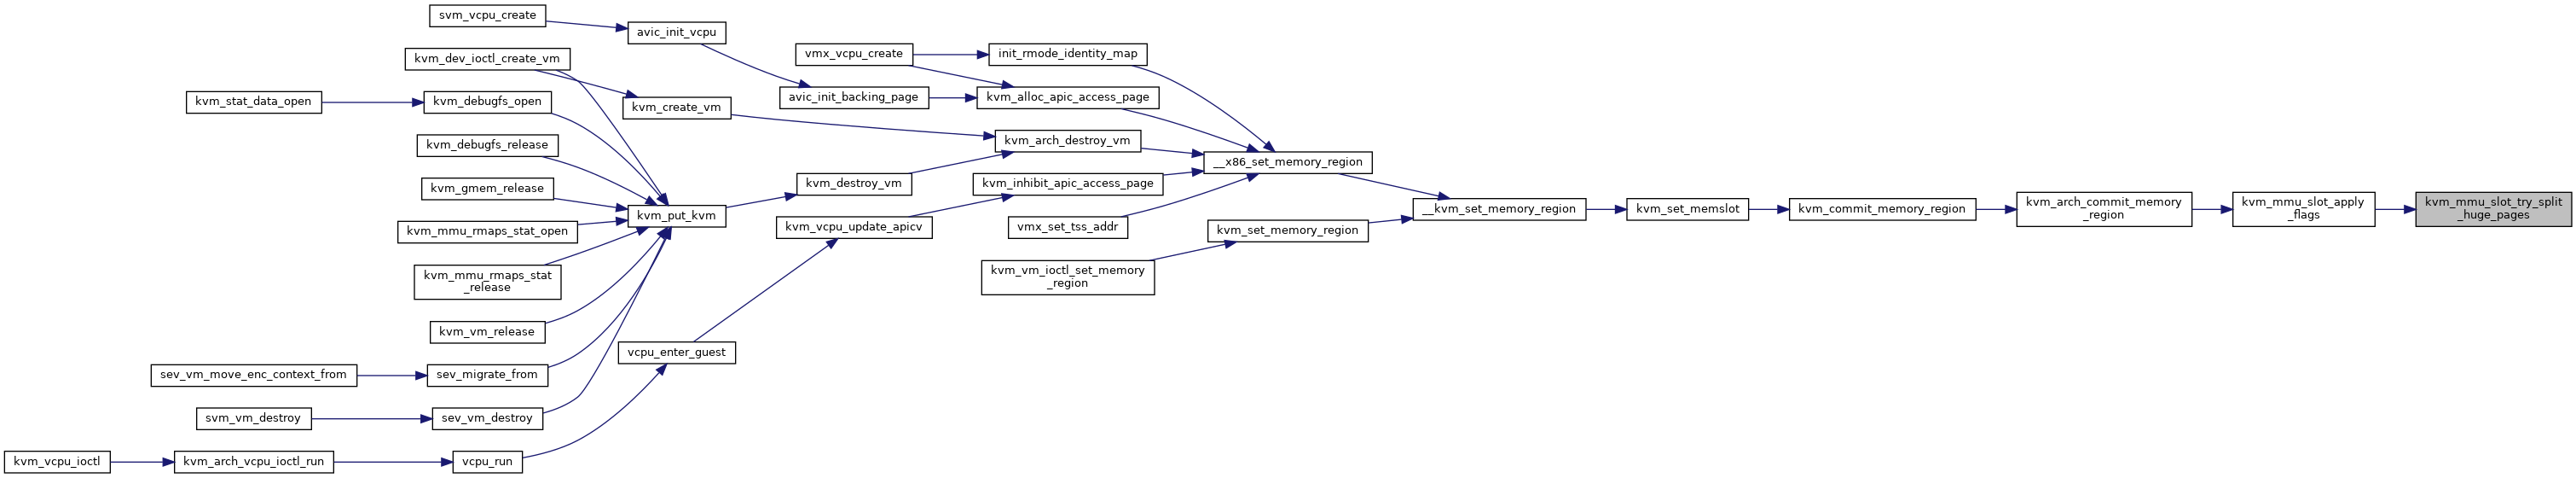 svm_vcpu_create
avic_init_vcpu
kvm_dev_ioctl_create_vm
vmx_vcpu_create
init_rmode_identity_map
kvm_stat_data_open
kvm_debugfs_open
kvm_create_vm
avic_init_backing_page
kvm_alloc_apic_access_page
kvm_debugfs_release
kvm_arch_destroy_vm
__x86_set_memory_region
kvm_gmem_release
kvm_destroy_vm
kvm_inhibit_apic_access_page
kvm_put_kvm
kvm_mmu_rmaps_stat_open
kvm_vcpu_update_apicv
vmx_set_tss_addr
kvm_set_memory_region
__kvm_set_memory_region
kvm_set_memslot
kvm_commit_memory_region
kvm_arch_commit_memory
_region
kvm_mmu_slot_apply
_flags
kvm_mmu_slot_try_split
_huge_pages
kvm_mmu_rmaps_stat
_release
kvm_vm_ioctl_set_memory
_region
kvm_vm_release
vcpu_enter_guest
sev_vm_move_enc_context_from
sev_migrate_from
svm_vm_destroy
sev_vm_destroy
kvm_vcpu_ioctl
kvm_arch_vcpu_ioctl_run
vcpu_run